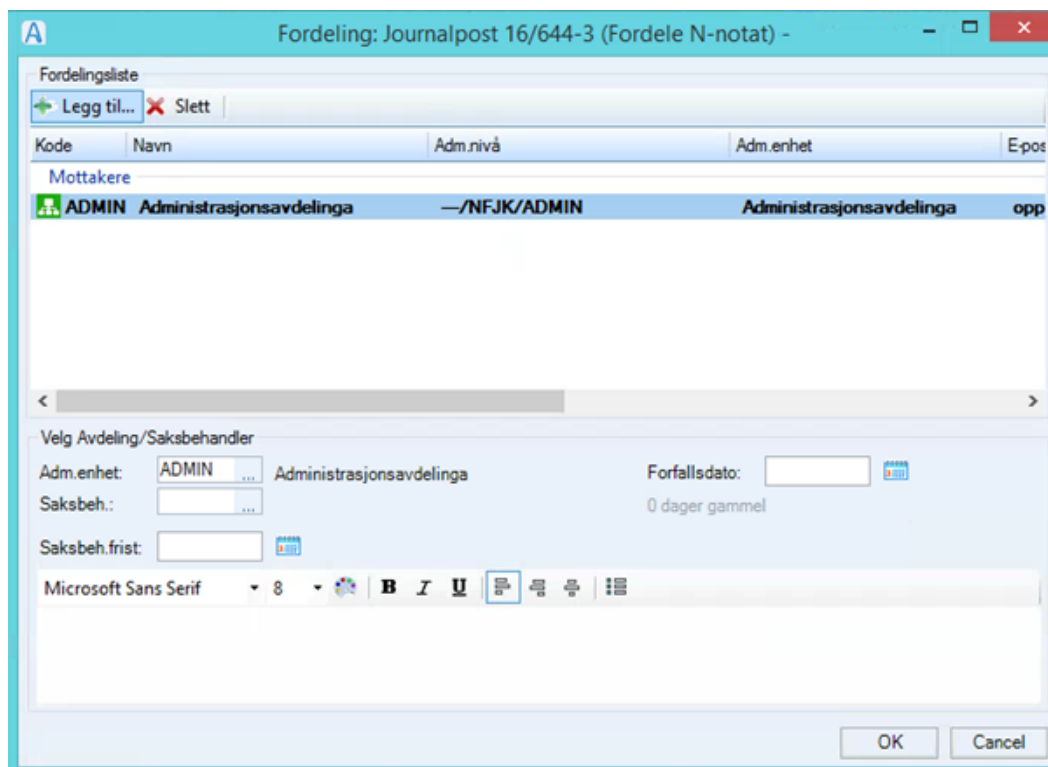 Fordeling: Journalpost 16/644-3 (Fordele N-notat) -
Fordelingsliste
Legg til... Slett
Kode Navn Adm.nivå Adm.enhet E-pos
Mottakere
ADMIN Administrasjonsavdelinga —/NFJK/ADMIN Administrasjonsavdelinga opp
Velg Avdeling/Saksbehandler
Adm.enhet: ADMIN ... Administrasjonsavdelinga Forfallsdato:
Saksbeh.: ... 0 dager gammel
Saksbeh.frist:
Microsoft Sans Serif 8 B I U
OK Cancel